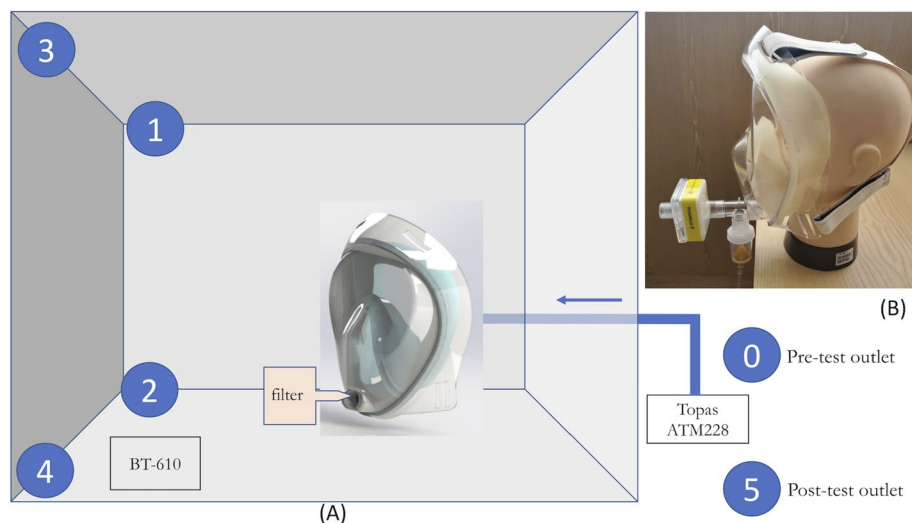 3
1
2
filter
4
BT-610
0
Pre-test outlet
Topas
ATM228
5
Post-test outlet
(A)
(B)